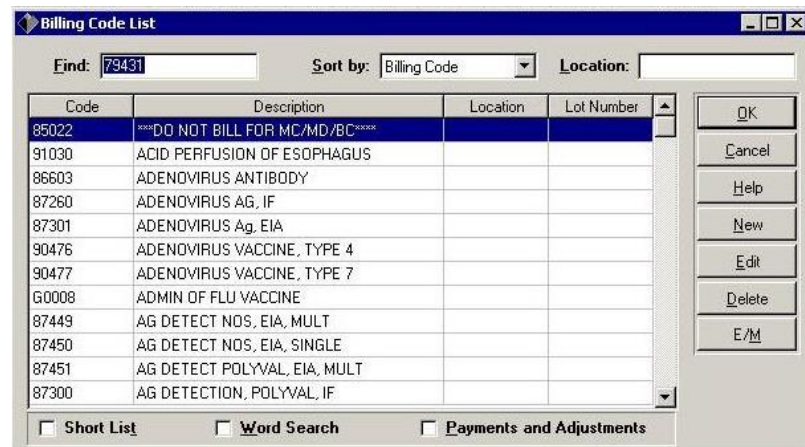 Billing Code List
Find: 79431 Sort by: Billing Code Location:
Code Description Location Lot Number
85022 ***DO NOT BILL FOR MC/MD/BC****
91030 ACID PERFUSION OF ESOPHAGUS
86603 ADENOVIRUS ANTIBODY
87260 ADENOVIRUS AG, IF
87301 ADENOVIRUS Ag, EIA
90476 ADENOVIRUS VACCINE, TYPE 4
90477 ADENOVIRUS VACCINE, TYPE 7
G0008 ADMIN OF FLU VACCINE
87449 AG DETECT NOS, EIA, MULT
87450 AG DETECT NOS, EIA, SINGLE
87451 AG DETECT POLYVAL, EIA, MULT
87300 AG DETECTION, POLYVAL, IF
OK
Cancel
Help
New
Edit
Delete
E/M
Short List Word Search Payments and Adjustments